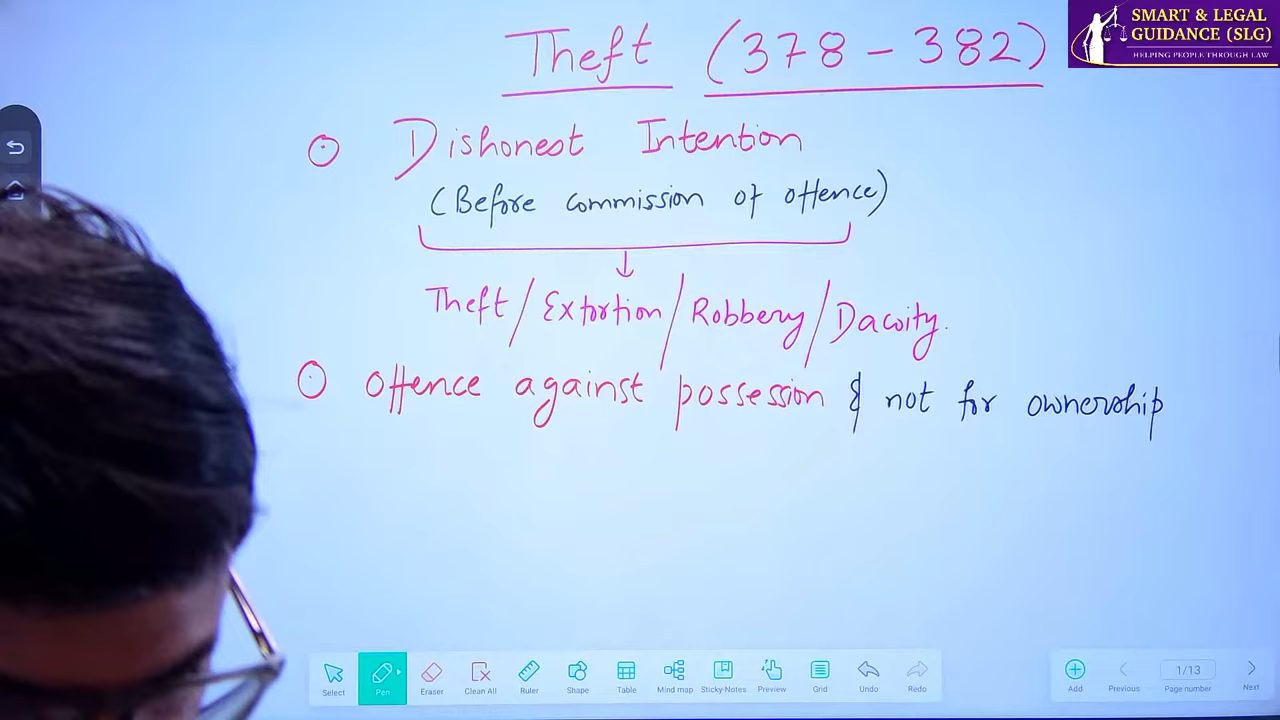 Theft (378 - 382)
SMART & LEGAL
GUIDANCE (SLG)
HELPING PEOPLE THROUGH LAW
Dishonest Intention
(Before commission of offence)
Theft / Extortion / Robbery / Dacoity.
Offence against possession & not for ownership
Select Pen Eraser Clean All Ruler Shape Table Mind map Sticky-Notes Preview Grid Undo Redo Add Previous 1/13 Page number Next